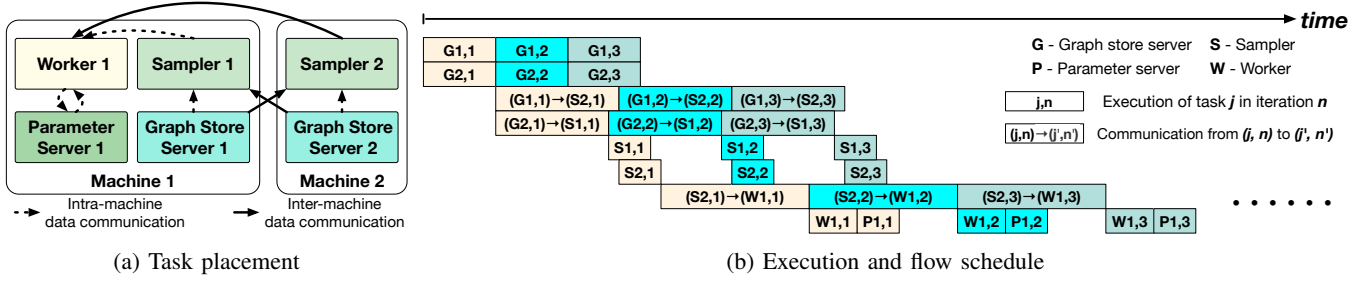 Worker 1
Sampler 1
Sampler 2
Parameter
Server 1
Graph Store
Server 1
Graph Store
Server 2
Machine 1
Machine 2
Intra-machine
data communication
Inter-machine
data communication
(a) Task placement
time
G - Graph store server
S - Sampler
P - Parameter server
W - Worker
j,n
Execution of task j in iteration n
(j,n)→(j',n')
Communication from (j, n) to (j', n')
G1,1 G1,2 G1,3
G2,1 G2,2 G2,3
(G1,1)→(S2,1) (G1,2)→(S2,2) (G1,3)→(S2,3)
(G2,1)→(S1,1) (G2,2)→(S1,2) (G2,3)→(S1,3)
S1,1 S1,2 S1,3
S2,1 S2,2 S2,3
(S2,1)→(W1,1) (S2,2)→(W1,2) (S2,3)→(W1,3)
W1,1 P1,1 W1,2 P1,2 W1,3 P1,3
(b) Execution and flow schedule